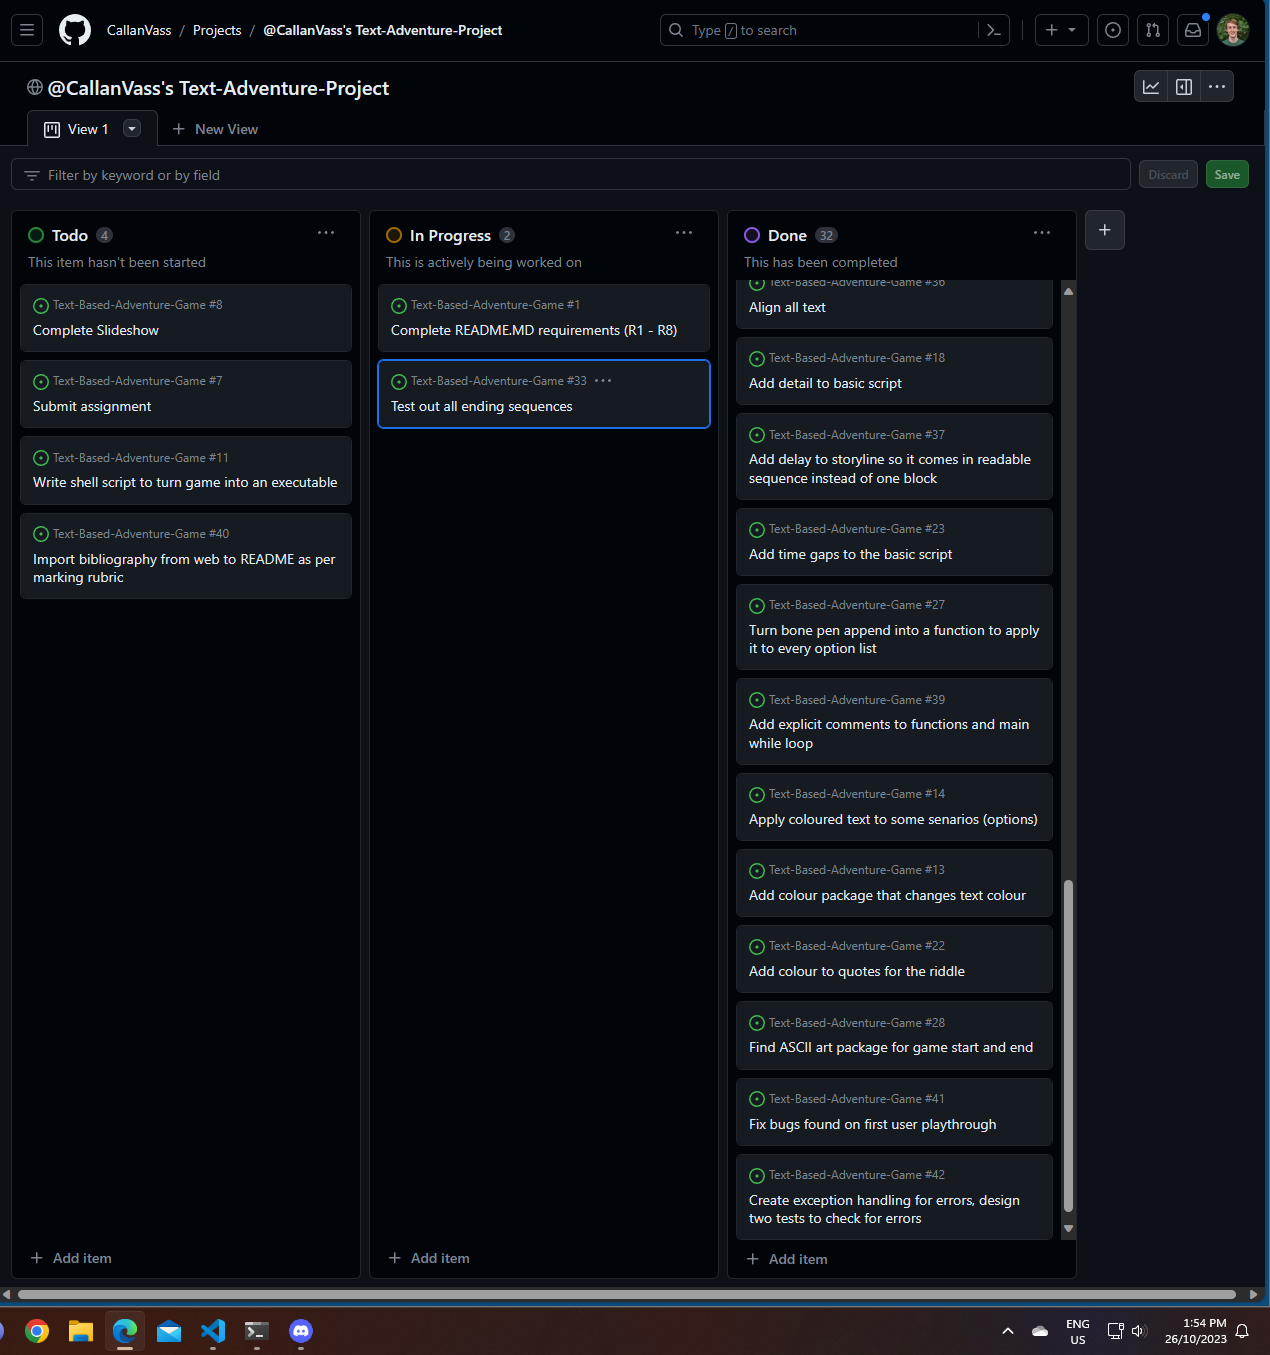 CallanVass / Projects / @CallanVass's Text-Adventure-Project
Type / to search
@CallanVass's Text-Adventure-Project
View 1
New View
Filter by keyword or by field
Discard
Save
Todo 4
This item hasn't been started
Text-Based-Adventure-Game #8
Complete Slideshow
Text-Based-Adventure-Game #7
Submit assignment
Text-Based-Adventure-Game #11
Write shell script to turn game into an executable
Text-Based-Adventure-Game #40
Import bibliography from web to README as per
marking rubric
Add item
In Progress 2
This is actively being worked on
Text-Based-Adventure-Game #1
Complete README.MD requirements (R1 - R8)
Text-Based-Adventure-Game #33
Test out all ending sequences
Add item
Done 32
This has been completed
Text-Based-Adventure-Game #36
Align all text
Text-Based-Adventure-Game #18
Add detail to basic script
Text-Based-Adventure-Game #37
Add delay to storyline so it comes in readable
sequence instead of one block
Text-Based-Adventure-Game #23
Add time gaps to the basic script
Text-Based-Adventure-Game #27
Turn bone pen append into a function to apply
it to every option list
Text-Based-Adventure-Game #39
Add explicit comments to functions and main
while loop
Text-Based-Adventure-Game #14
Apply coloured text to some senarios (options)
Text-Based-Adventure-Game #13
Add colour package that changes text colour
Text-Based-Adventure-Game #22
Add colour to quotes for the riddle
Text-Based-Adventure-Game #28
Find ASCII art package for game start and end
Text-Based-Adventure-Game #41
Fix bugs found on first user playthrough
Text-Based-Adventure-Game #42
Create exception handling for errors, design
two tests to check for errors
Add item
ENG
US
1:54 PM
26/10/2023